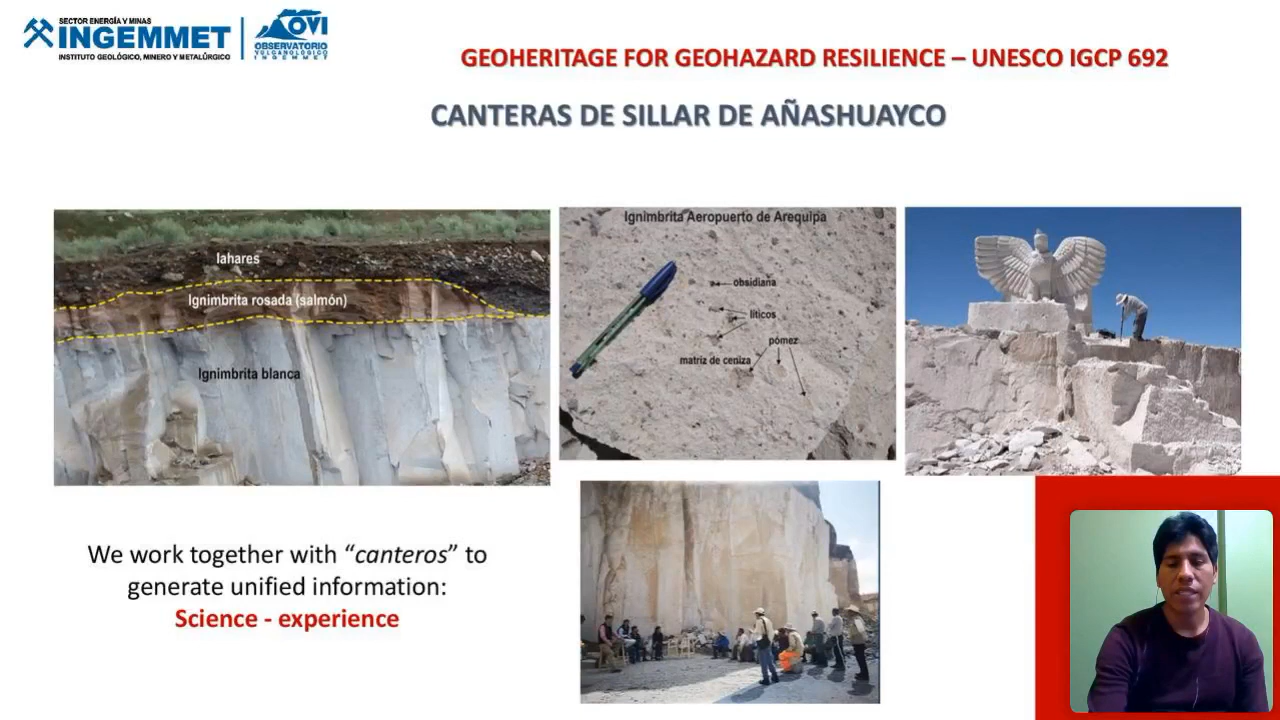 SECTOR ENERGÍA Y MINAS
INGEMMET
INSTITUTO GEOLÓGICO, MINERO Y METALÚRGICO
OVI
OBSERVATORIO
VULCANOLÓGICO
INGEMMET
GEOHERITAGE FOR GEOHAZARD RESILIENCE – UNESCO IGCP 692
CANTERAS DE SILLAR DE AÑASHUAYCO
lahares
Ignimbrita rosada (salmón)
Ignimbrita blanca
Ignimbrita Aeropuerto de Arequipa
obsidiana
líticos
pómez
matriz de ceniza
We work together with “canteros” to
generate unified information:
Science - experience